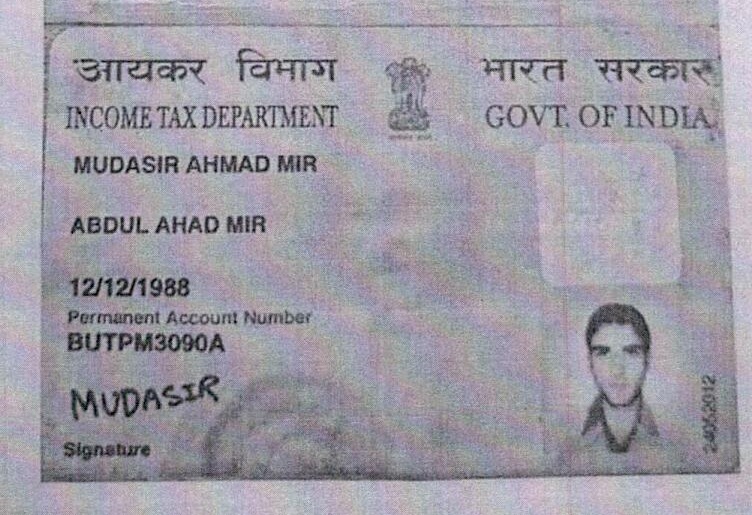 आयकर विभाग
भारत सरकार
INCOME TAX DEPARTMENT
GOVT. OF INDIA
MUDASIR AHMAD MIR
ABDUL AHAD MIR
12/12/1988
Permanent Account Number
BUTPM3090A
MUDASIR
Signature
24052012